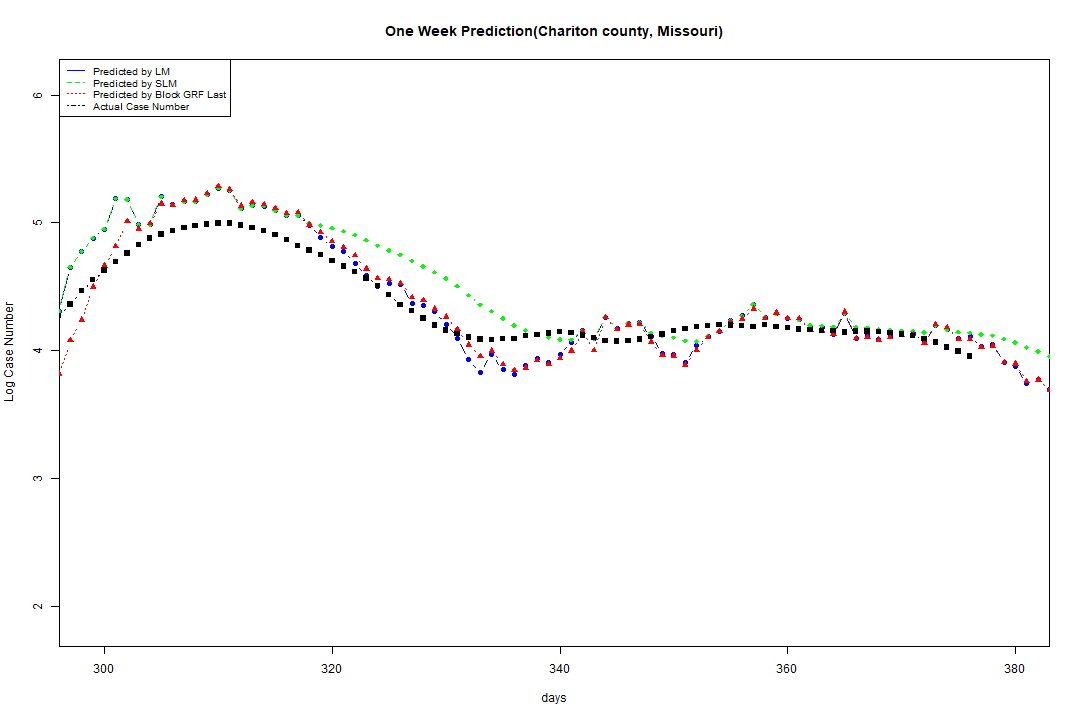 One Week Prediction(Chariton county, Missouri)
Predicted by LM
Predicted by SLM
Predicted by Block GRF Last
Actual Case Number
6
5
4
3
2
Log Case Number
300 320 340 360 380
days